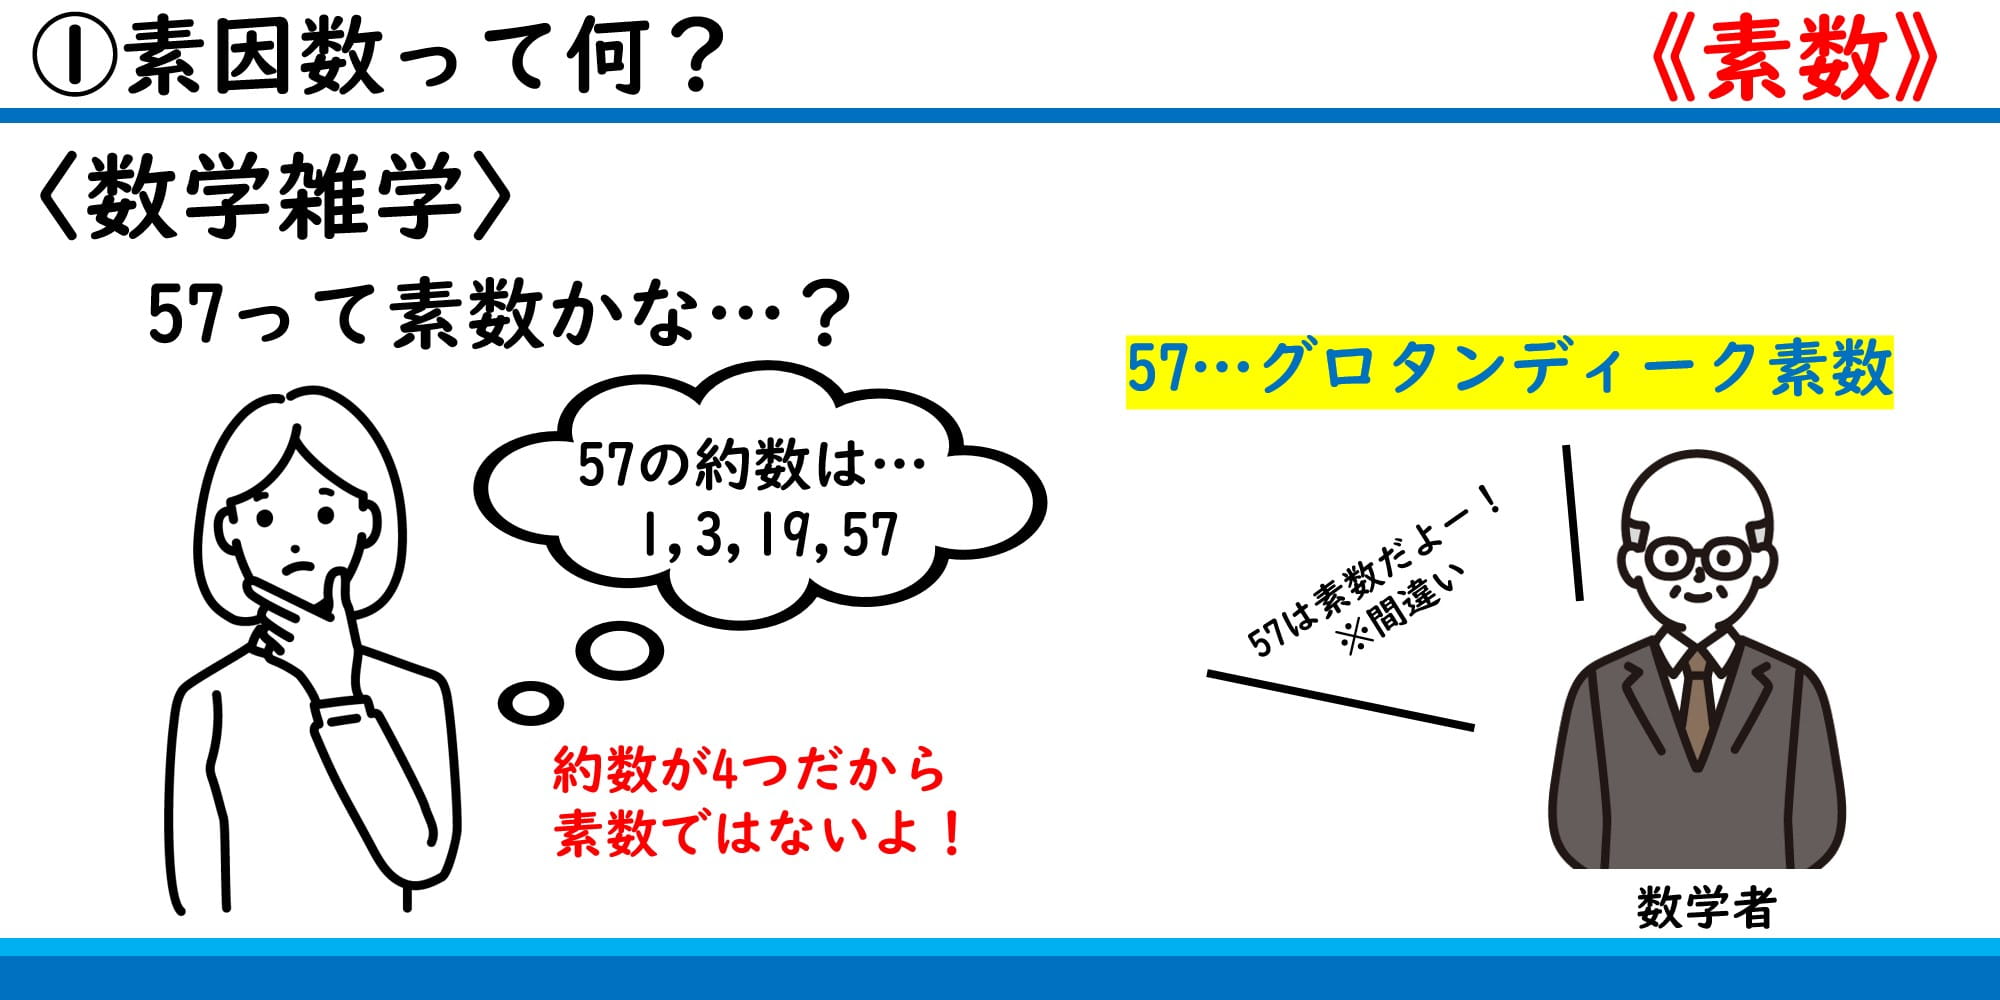 ①素因数って何？
《素数》
〈数学雑学〉
57って素数かな…？
57の約数は…
1,3,19,57
約数が4つだから
素数ではないよ！
57…グロタンディーク素数
57は素数だよー！
※間違い
数学者